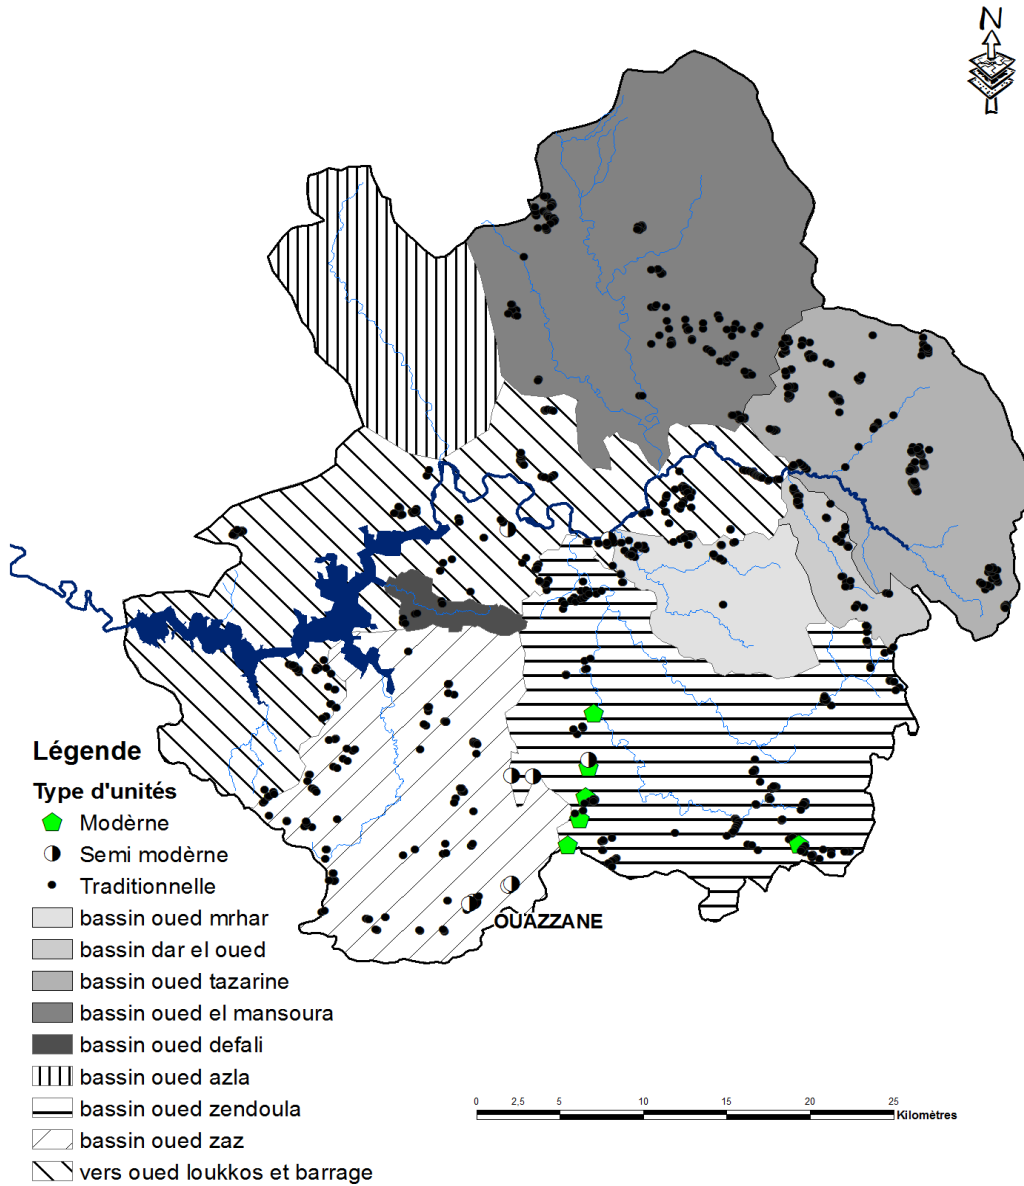 N
OUAZZANE
Légende
Type d'unités
Modèrne
Semi modèrne
Traditionnelle
bassin oued mrhar
bassin dar el oued
bassin oued tazarine
bassin oued el mansoura
bassin oued defali
bassin oued azla
bassin oued zendoula
bassin oued zaz
vers oued loukkos et barrage
0 2,5 5 10 15 20 25
Kilomètres